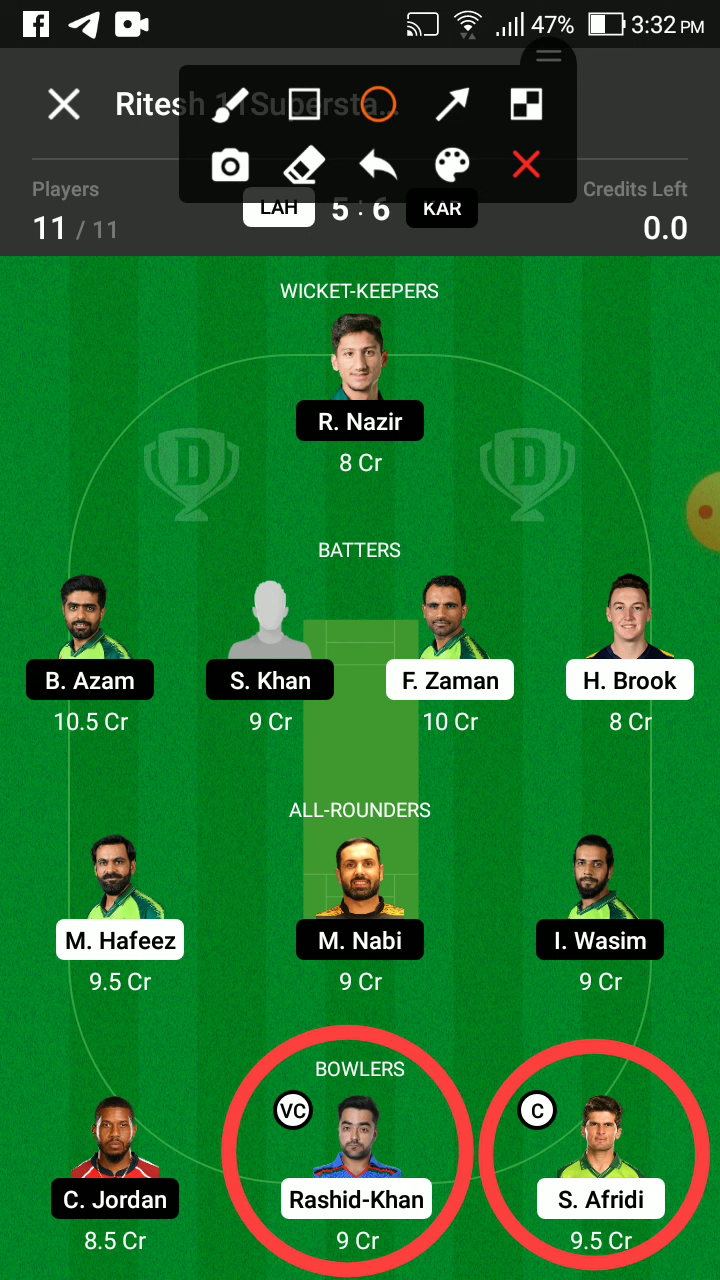 47% 3:32 PM
Ritesh 11Supersta...
Players
Credits Left
11 / 11
LAH 5 : 6 KAR
0.0
WICKET-KEEPERS
R. Nazir
8 Cr
BATTERS
B. Azam S. Khan F. Zaman H. Brook
10.5 Cr 9 Cr 10 Cr 8 Cr
ALL-ROUNDERS
M. Hafeez M. Nabi I. Wasim
9.5 Cr 9 Cr 9 Cr
BOWLERS
VC C
C. Jordan Rashid-Khan S. Afridi
8.5 Cr 9 Cr 9.5 Cr